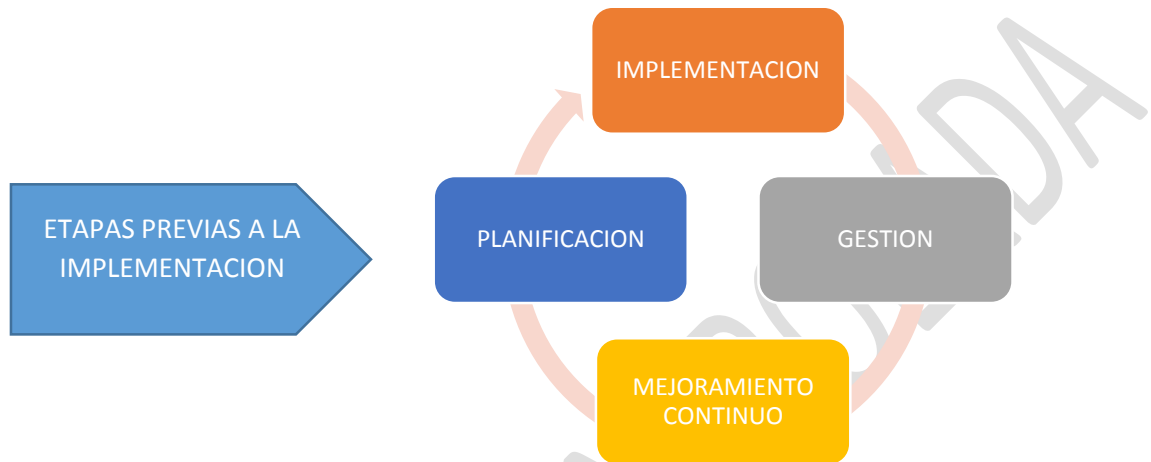 IMPLEMENTACION
ETAPAS PREVIAS A LA
IMPLEMENTACION
PLANIFICACION
GESTION
MEJORAMIENTO
CONTINUO